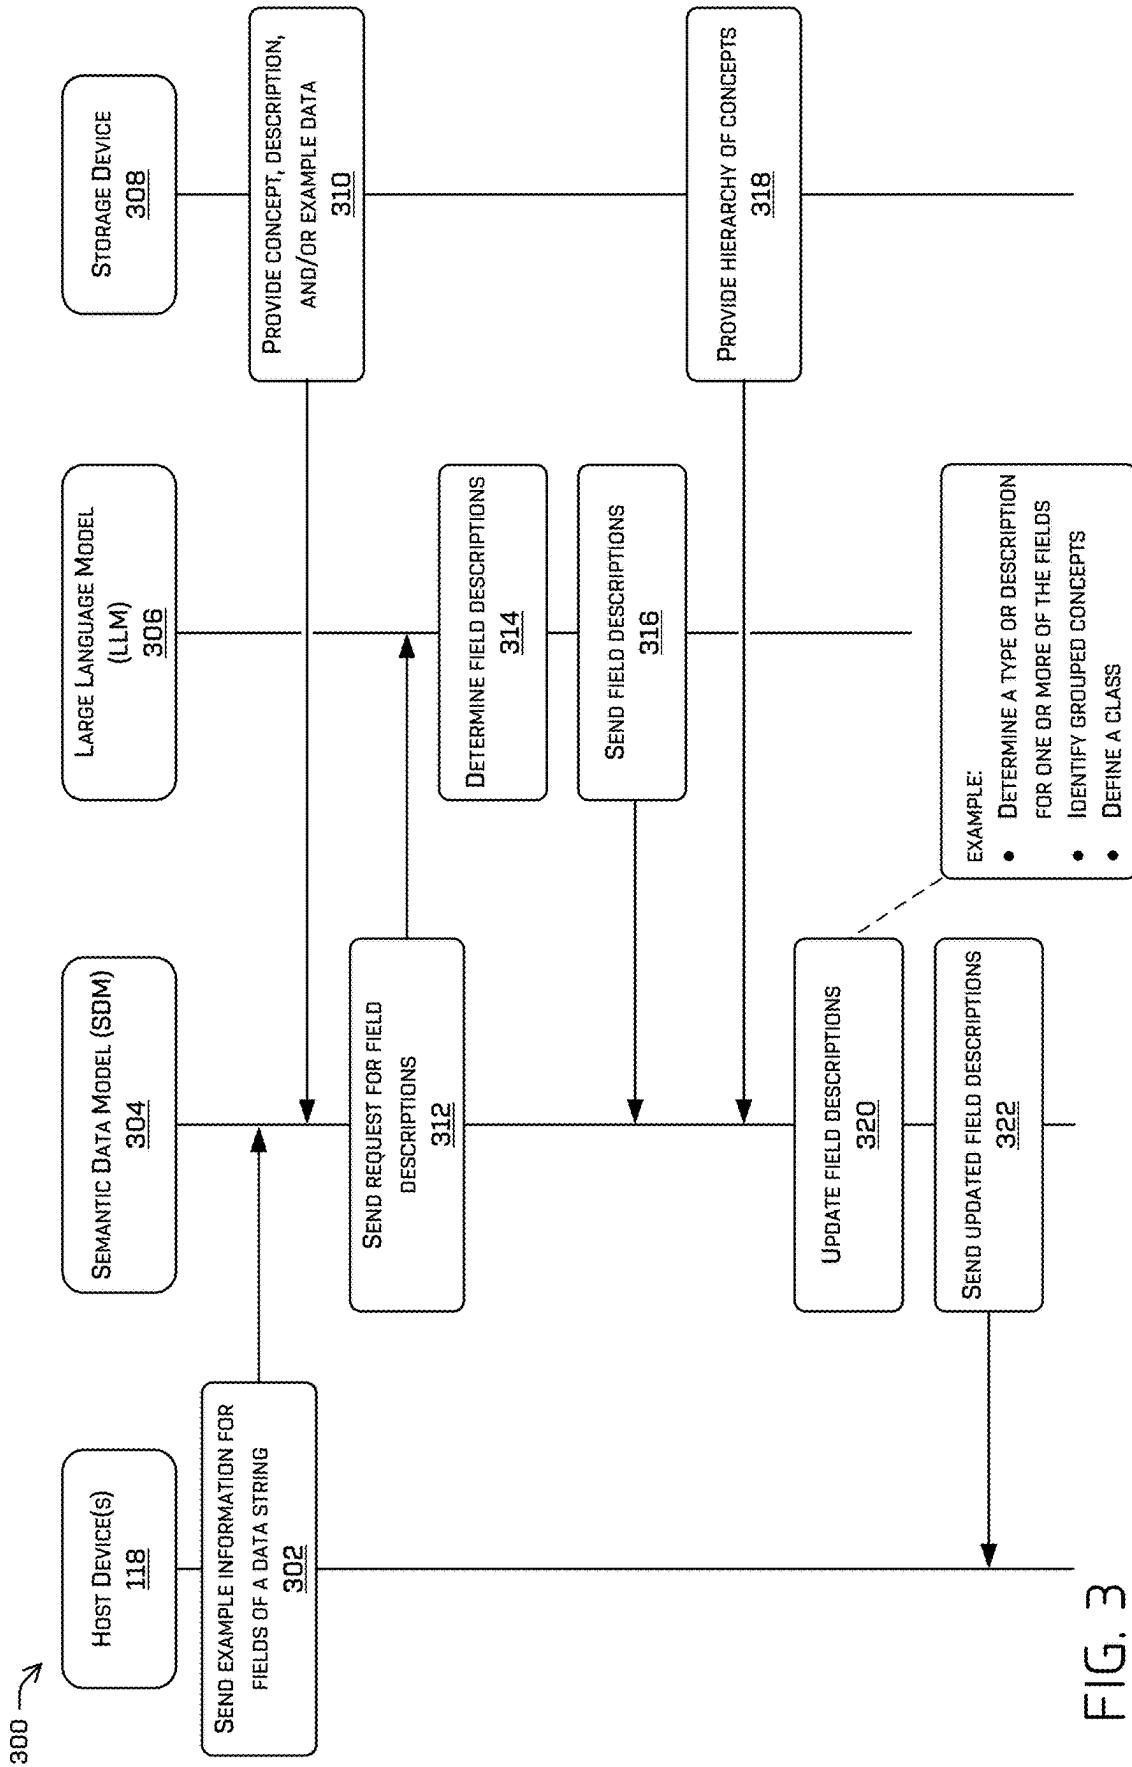 300
HOST DEVICE(S)
118
SEMANTIC DATA MODEL (SDM)
304
LARGE LANGUAGE MODEL
(LLM)
306
STORAGE DEVICE
308
SEND EXAMPLE INFORMATION FOR
FIELDS OF A DATA STRING
302
PROVIDE CONCEPT, DESCRIPTION,
AND/OR EXAMPLE DATA
310
SEND REQUEST FOR FIELD
DESCRIPTIONS
312
DETERMINE FIELD DESCRIPTIONS
314
SEND FIELD DESCRIPTIONS
316
PROVIDE HIERARCHY OF CONCEPTS
318
UPDATE FIELD DESCRIPTIONS
320
EXAMPLE:
• DETERMINE A TYPE OR DESCRIPTION
FOR ONE OR MORE OF THE FIELDS
• IDENTIFY GROUPED CONCEPTS
• DEFINE A CLASS
SEND UPDATED FIELD DESCRIPTIONS
322
FIG. 3